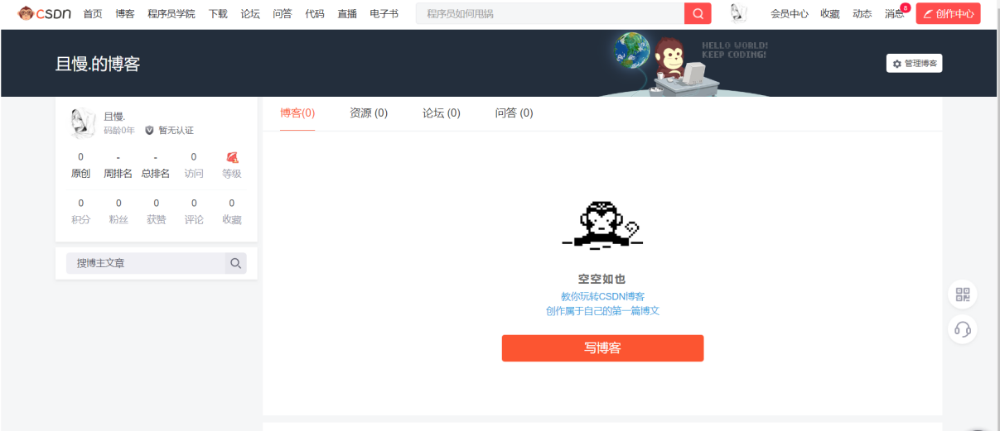 CSDN 首页 博客 程序员学院 下载 论坛 问答 代码 直播 电子书 程序员如何甩锅 会员中心 收藏 动态 消息 8 创作中心
HELLO WORLD!
KEEP CODING!
且慢.的博客
管理博客
博客(0) 资源 (0) 论坛 (0) 问答 (0)
且慢.
码龄0年 暂无认证
0 - - 0
原创 周排名 总排名 访问 等级
0 0 0 0 0
积分 粉丝 获赞 评论 收藏
搜博主文章
空空如也
教你玩转CSDN博客
创作属于自己的第一篇博文
写博客